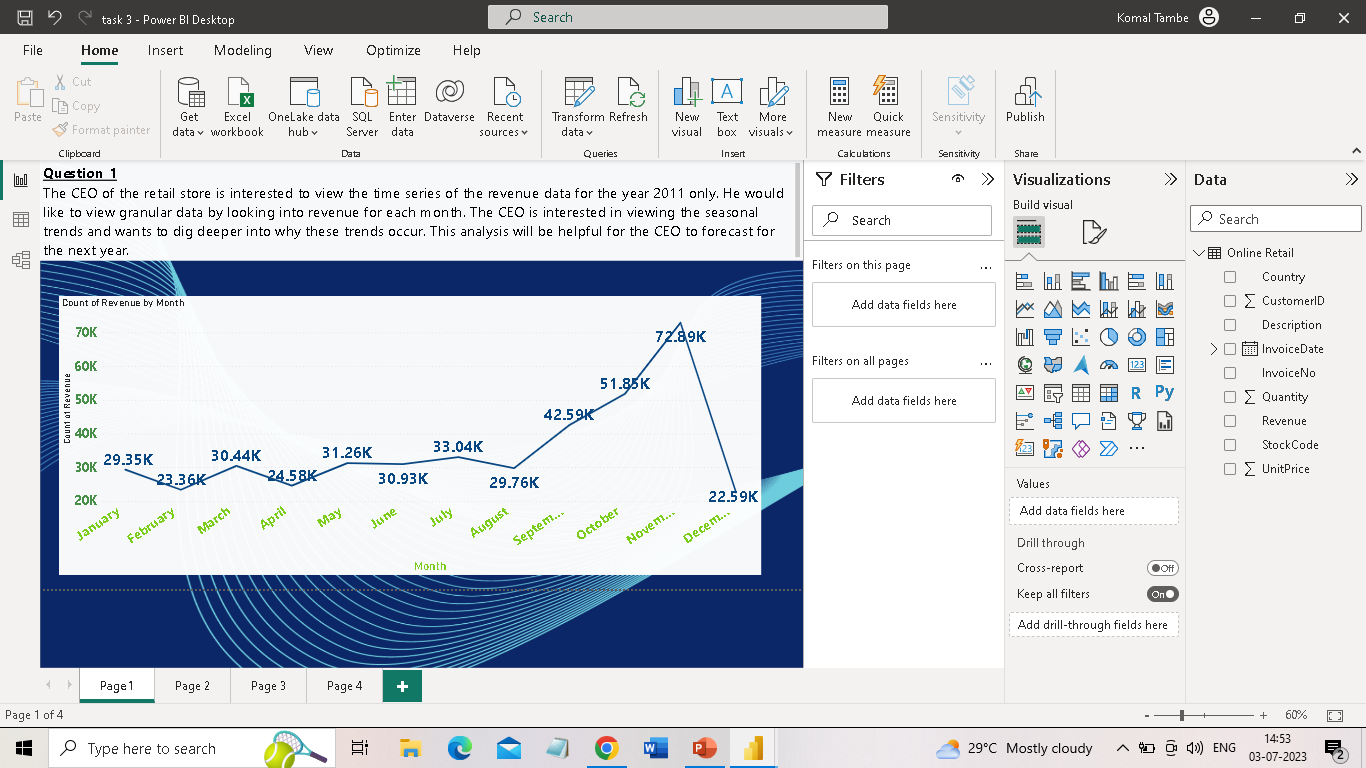 task 3 - Power BI Desktop
Search
Komal Tambe
File Home Insert Modeling View Optimize Help
Paste
Cut
Copy
Format painter
Clipboard
Get data
Excel workbook
OneLake data hub
SQL Server
Enter data
Dataverse
Recent sources
Data
Transform data
Refresh
Queries
New visual
Text box
More visuals
Insert
New measure
Quick measure
Calculations
Sensitivity
Sensitivity
Publish
Share
Question 1
The CEO of the retail store is interested to view the time series of the revenue data for the year 2011 only. He would
like to view granular data by looking into revenue for each month. The CEO is interested in viewing the seasonal
trends and wants to dig deeper into why these trends occur. This analysis will be helpful for the CEO to forecast for
the next year.
Count of Revenue by Month
Count of Revenue
70K
60K
50K
40K
30K
20K
29.35K
23.36K
30.44K
24.58K
31.26K
30.93K
33.04K
29.76K
42.59K
51.85K
72.89K
22.59K
January
February
March
April
May
June
July
August
Septem...
October
Novem...
Decem...
Month
Filters
Search
Filters on this page
...
Add data fields here
Filters on all pages
...
Add data fields here
Visualizations
Build visual
123
R
Py
123
...
Values
Add data fields here
Drill through
Cross-report
Off
Keep all filters
On
Add drill-through fields here
Data
Search
Online Retail
Country
∑ CustomerID
Description
InvoiceDate
InvoiceNo
∑ Quantity
Revenue
StockCode
∑ UnitPrice
Page1
Page 2
Page 3
Page 4
+
Page 1 of 4
- +
60%
Type here to search
29°C Mostly cloudy
ENG
14:53
03-07-2023
2